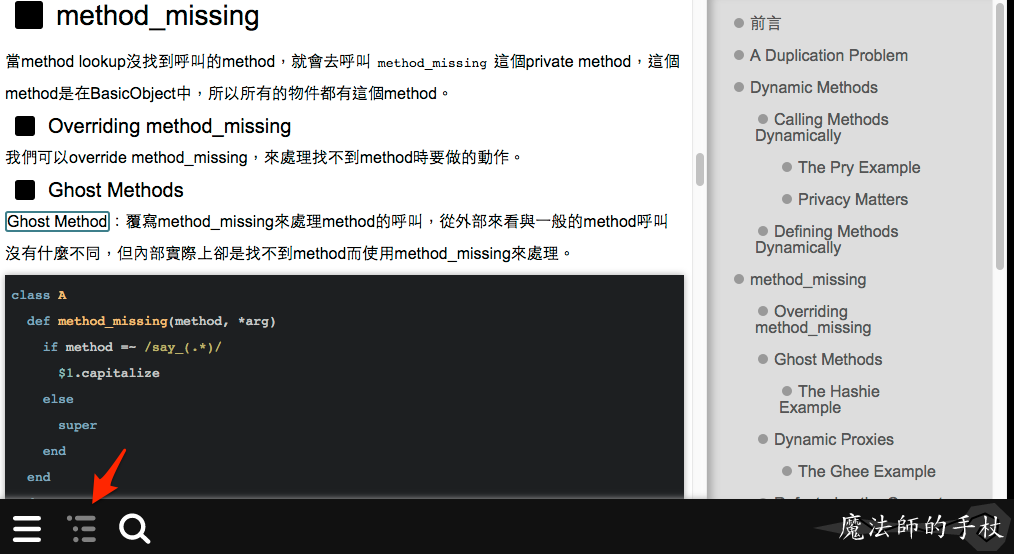 method_missing
當method lookup沒找到呼叫的method，就會去呼叫 method_missing 這個private method，這個
method是在BasicObject中，所以所有的物件都有這個method。
Overriding method_missing
我們可以override method_missing，來處理找不到method時要做的動作。
Ghost Methods
Ghost Method：覆寫method_missing來處理method的呼叫，從外部來看與一般的method呼叫
沒有什麼不同，但內部實際上卻是找不到method而使用method_missing來處理。
class A
def method_missing(method, *arg)
if method =~ /say_(.*)/
$1.capitalize
else
super
end
end
前言
A Duplication Problem
Dynamic Methods
Calling Methods
Dynamically
The Pry Example
Privacy Matters
Defining Methods
Dynamically
method_missing
Overriding
method_missing
Ghost Methods
The Hashie
Example
Dynamic Proxies
The Ghee Example
魔法師的手杖